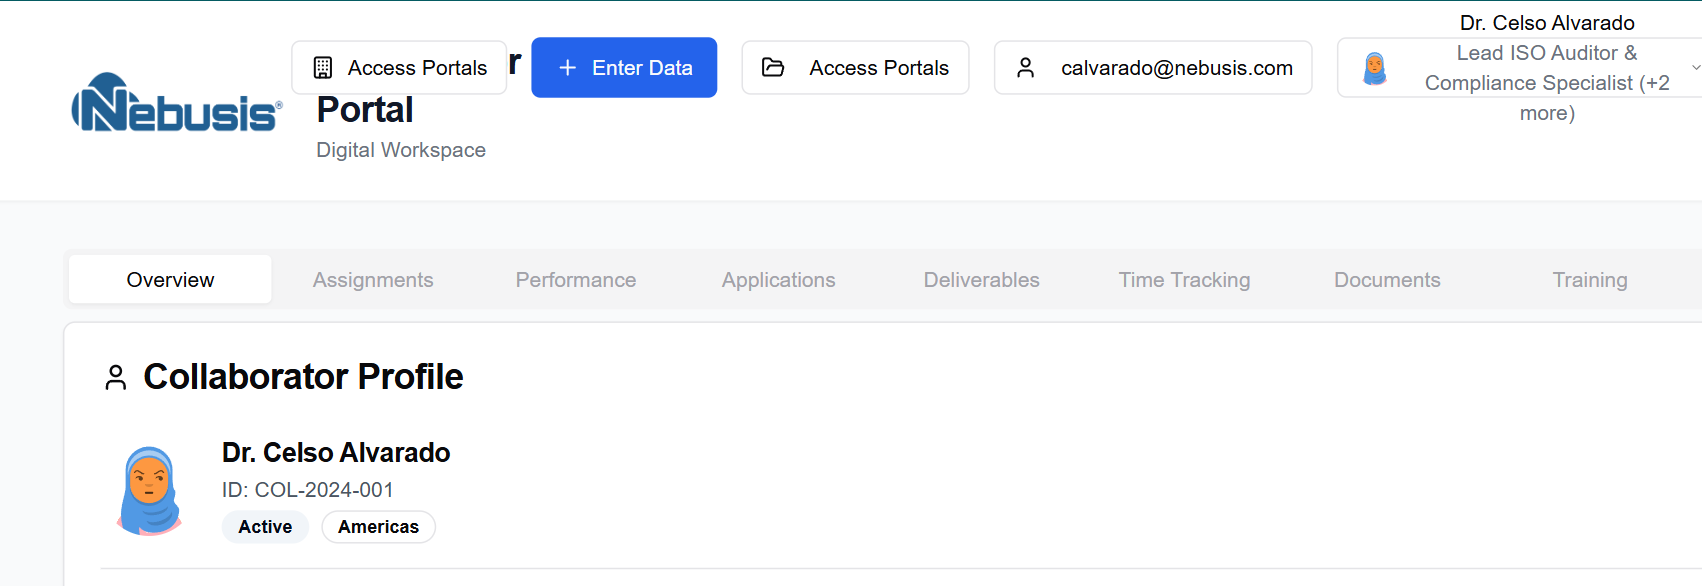 Nebusis®
Access Portals
r
Portal
Digital Workspace
Enter Data
Access Portals
calvarado@nebusis.com
Dr. Celso Alvarado
Lead ISO Auditor &
Compliance Specialist (+2
more)
Overview
Assignments
Performance
Applications
Deliverables
Time Tracking
Documents
Training
Collaborator Profile
Dr. Celso Alvarado
ID: COL-2024-001
Active
Americas